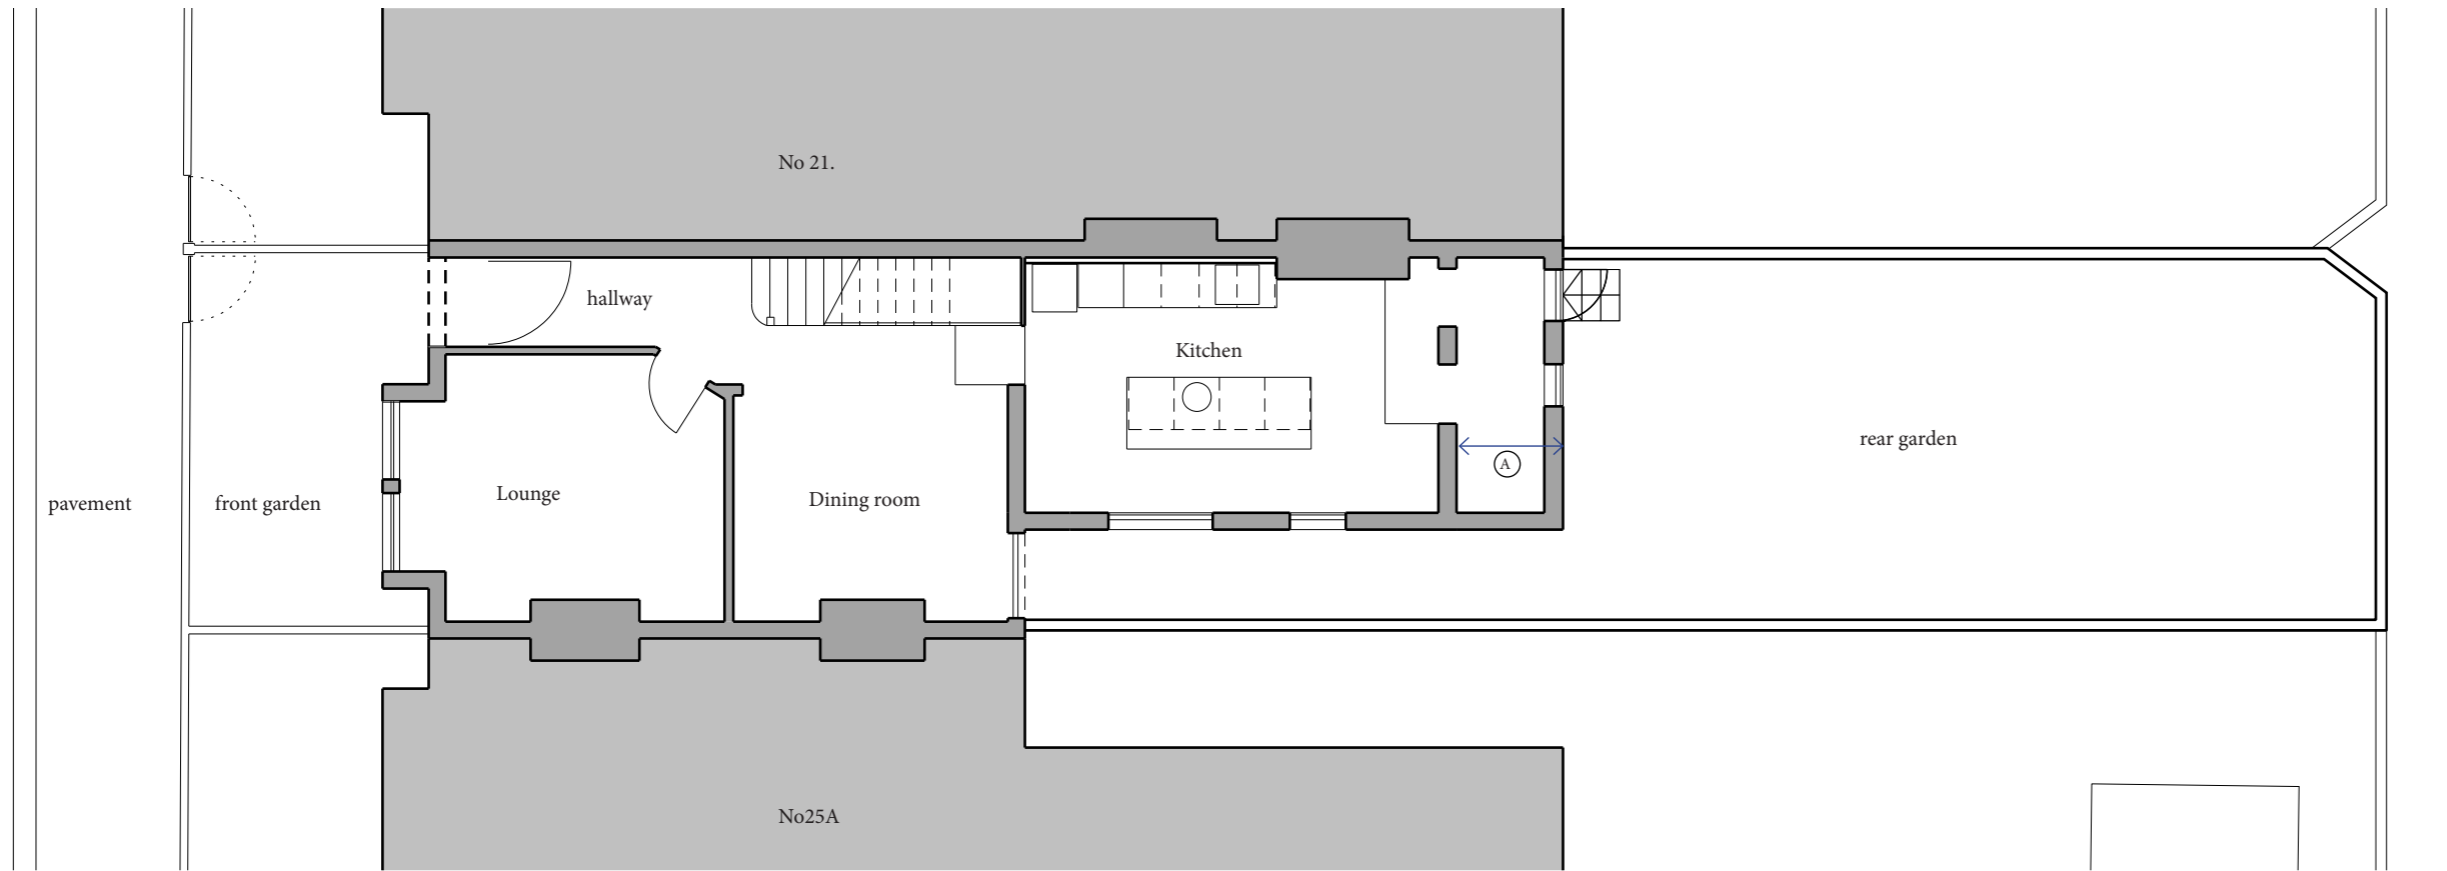 No 21.
hallway
Kitchen
rear garden
A
Lounge
Dining room
pavement
front garden
No25A